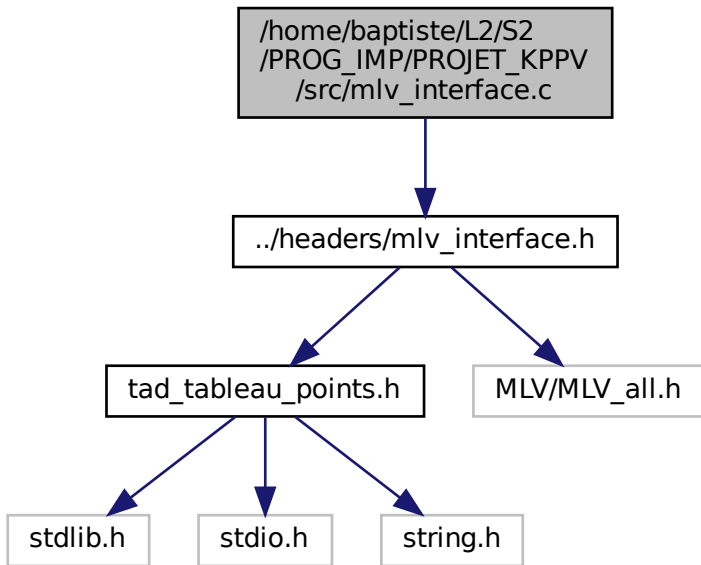 /home/baptiste/L2/S2
/PROG_IMP/PROJET_KPPV
/src/mlv_interface.c
../headers/mlv_interface.h
tad_tableau_points.h
MLV/MLV_all.h
stdlib.h
stdio.h
string.h